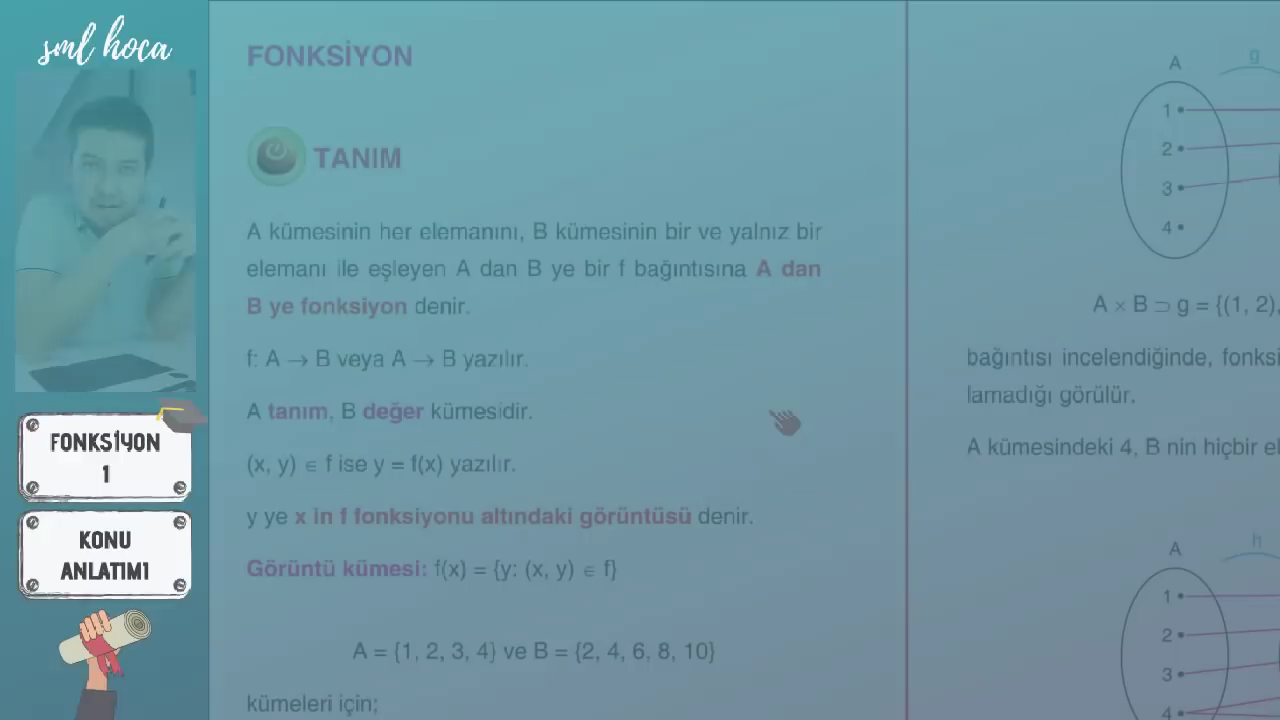 sml hoca
FONKSİYON
1
KONU
ANLATIMI
FONKSİYON
TANIM
A kümesinin her elemanını, B kümesinin bir ve yalnız bir
elemanı ile eşleyen A dan B ye bir f bağıntısına A dan
B ye fonksiyon denir.
f: A → B veya A → B yazılır.
A tanım, B değer kümesidir.
(x, y) ∈ f ise y = f(x) yazılır.
y ye x in f fonksiyonu altındaki görüntüsü denir.
Görüntü kümesi: f(x) = {y: (x, y) ∈ f}
A = {1, 2, 3, 4} ve B = {2, 4, 6, 8, 10}
kümeleri için;
A
g
1
2
3
4
A × B ⊃ g = {(1, 2),
bağıntısı incelendiğinde, fonksi
lamadığı görülür.
A kümesindeki 4, B nin hiçbir el
A
h
1
2
3
4